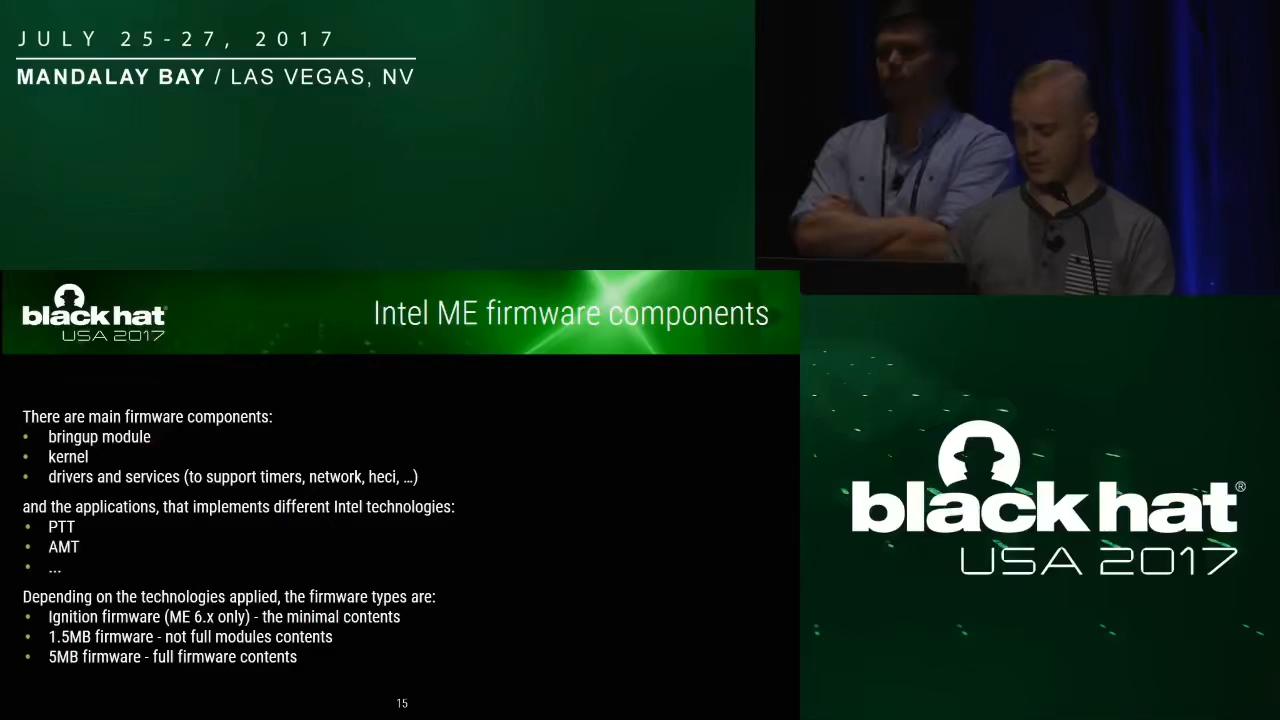 JULY 25-27, 2017
MANDALAY BAY / LAS VEGAS, NV
black hat
USA 2017
Intel ME firmware components
There are main firmware components:
• bringup module
• kernel
• drivers and services (to support timers, network, heci, ...)
and the applications, that implements different Intel technologies:
• PTT
• AMT
• ...
Depending on the technologies applied, the firmware types are:
• Ignition firmware (ME 6.x only) - the minimal contents
• 1.5MB firmware - not full modules contents
• 5MB firmware - full firmware contents
15
black hat®
USA 2017